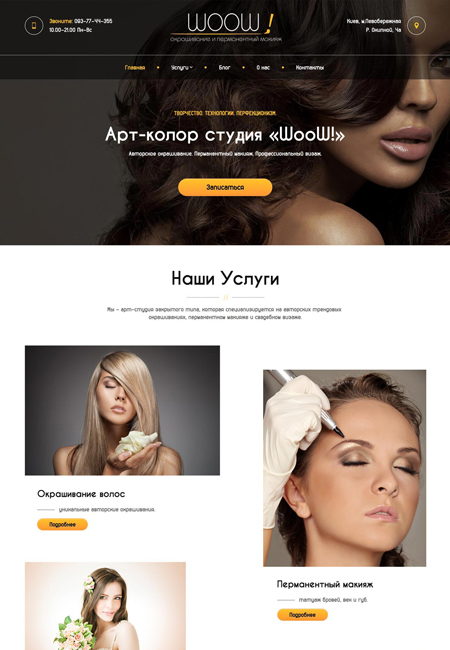 Звоните: 093-77-44-355
10.00-21.00 Пн-Вс
WOOW!
окрашивание и перманентный макияж
Киев, м.Левобережная
Р. Окипной, 4а
Главная
Услуги
Блог
О нас
Контакты
ТВОРЧЕСТВО. ТЕХНОЛОГИИ. ПЕРФЕКЦИОНИЗМ.
Арт-колор студия «WooW!»
Авторское окрашивание. Перманентный макияж. Профессиональный визаж.
Записаться
Наши Услуги
//
Мы - арт-студия закрытого типа, которая специализируется на авторских трендовых
окрашиваниях, перманентном макияже и свадебном визаже.
Окрашивание волос
уникальные авторские окрашивания.
Подробнее
Перманентный макияж
татуаж бровей, век и губ.
Подробнее